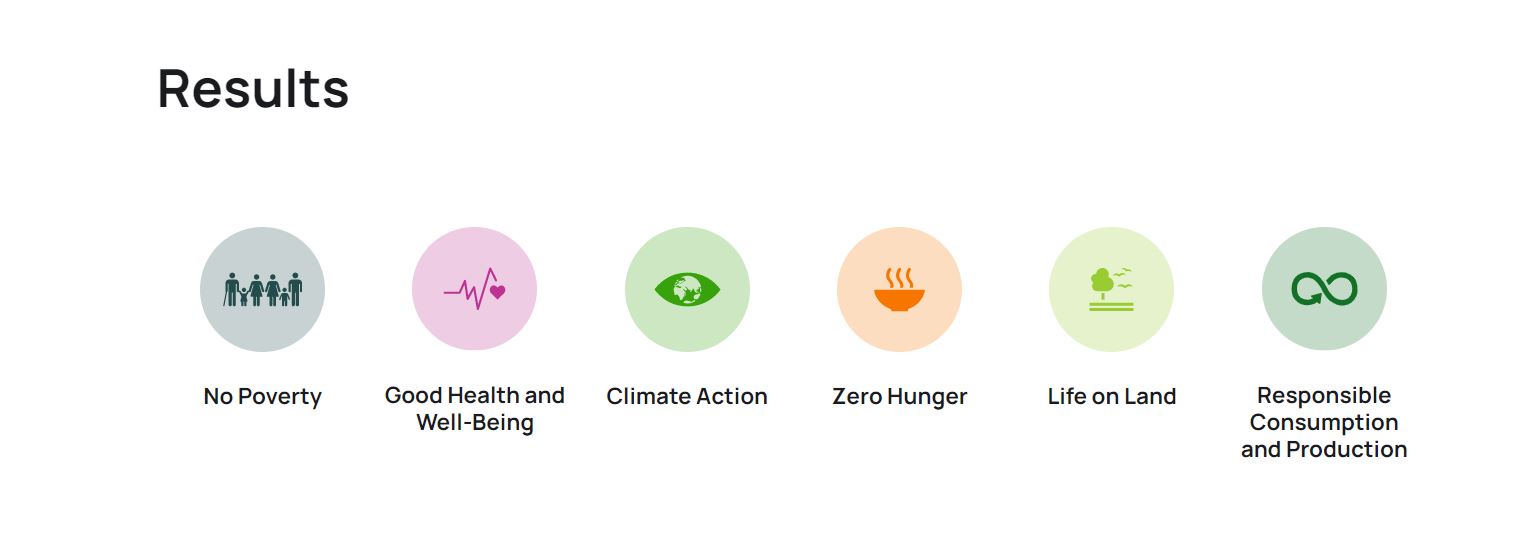 Results
No Poverty
Good Health and
Well-Being
Climate Action
Zero Hunger
Life on Land
Responsible
Consumption
and Production